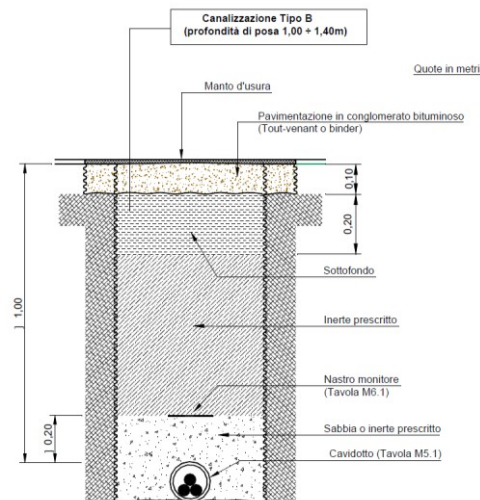 Canalizzazione Tipo B
(profondità di posa 1,00 ÷ 1,40m)
Quote in metri
Manto d'usura
Pavimentazione in conglomerato bituminoso
(Tout-venant o binder)
0,10
0,20
1,00
Sottofondo
Inerte prescritto
Nastro monitore
(Tavola M6.1)
0,20
Sabbia o inerte prescritto
Cavidotto (Tavola M5.1)